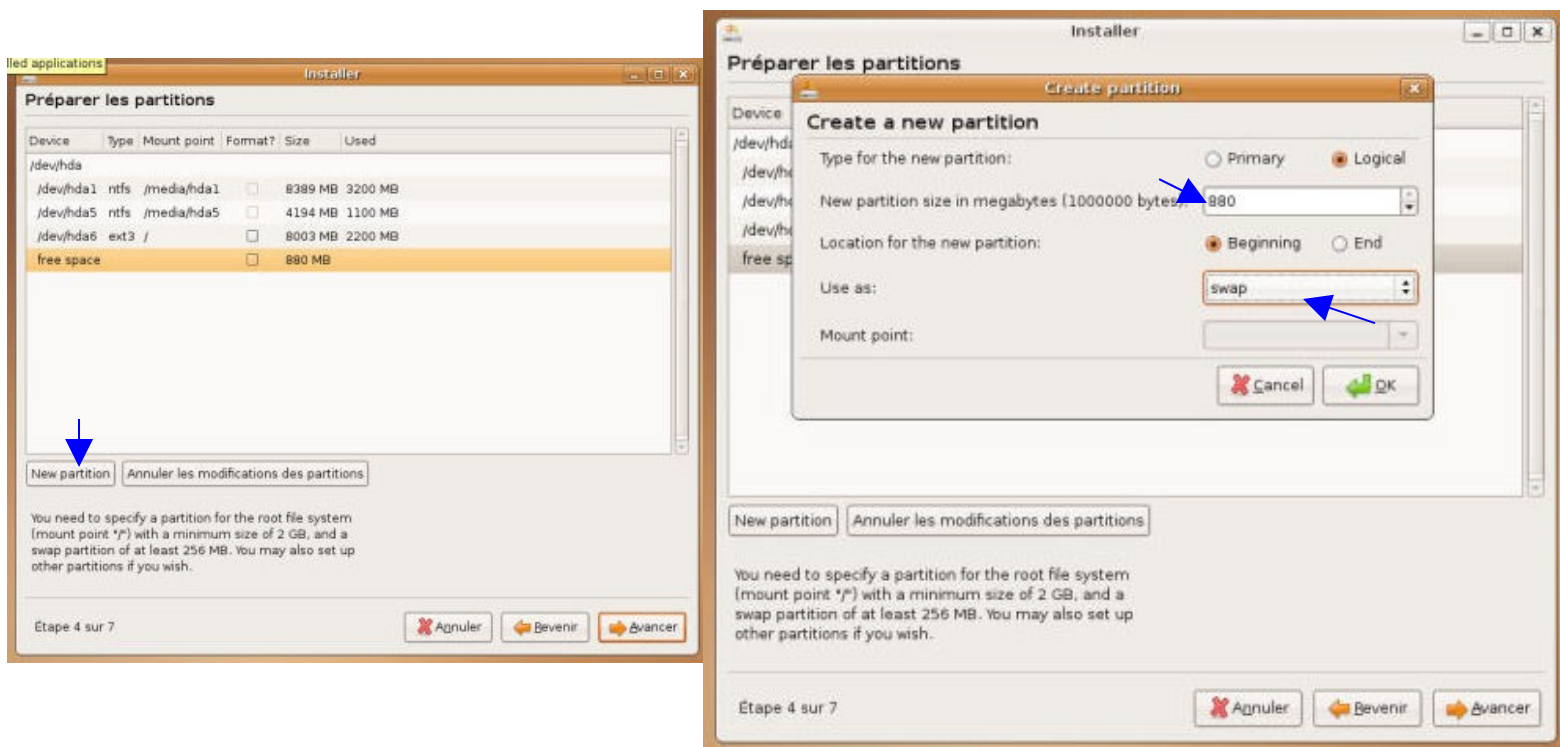 lled applications
Installer
Préparer les partitions
Device Type Mount point Format? Size Used
/dev/hda
/dev/hda1 ntfs /media/hda1 8389 MB 3200 MB
/dev/hda5 ntfs /media/hda5 4194 MB 1100 MB
/dev/hda6 ext3 / 8003 MB 2200 MB
free space 880 MB
New partition Annuler les modifications des partitions
You need to specify a partition for the root file system
(mount point "/") with a minimum size of 2 GB, and a
swap partition of at least 256 MB. You may also set up
other partitions if you wish.
Étape 4 sur 7
Annuler Revenir Avancer
Installer
Préparer les partitions
Device
/dev/hda
/dev/h
/dev/h
/dev/h
free sp
Create partition
Create a new partition
Type for the new partition: Primary Logical
New partition size in megabytes (1000000 bytes): 880
Location for the new partition: Beginning End
Use as: swap
Mount point:
Cancel OK
New partition Annuler les modifications des partitions
You need to specify a partition for the root file system
(mount point "/") with a minimum size of 2 GB, and a
swap partition of at least 256 MB. You may also set up
other partitions if you wish.
Étape 4 sur 7
Annuler Revenir Avancer